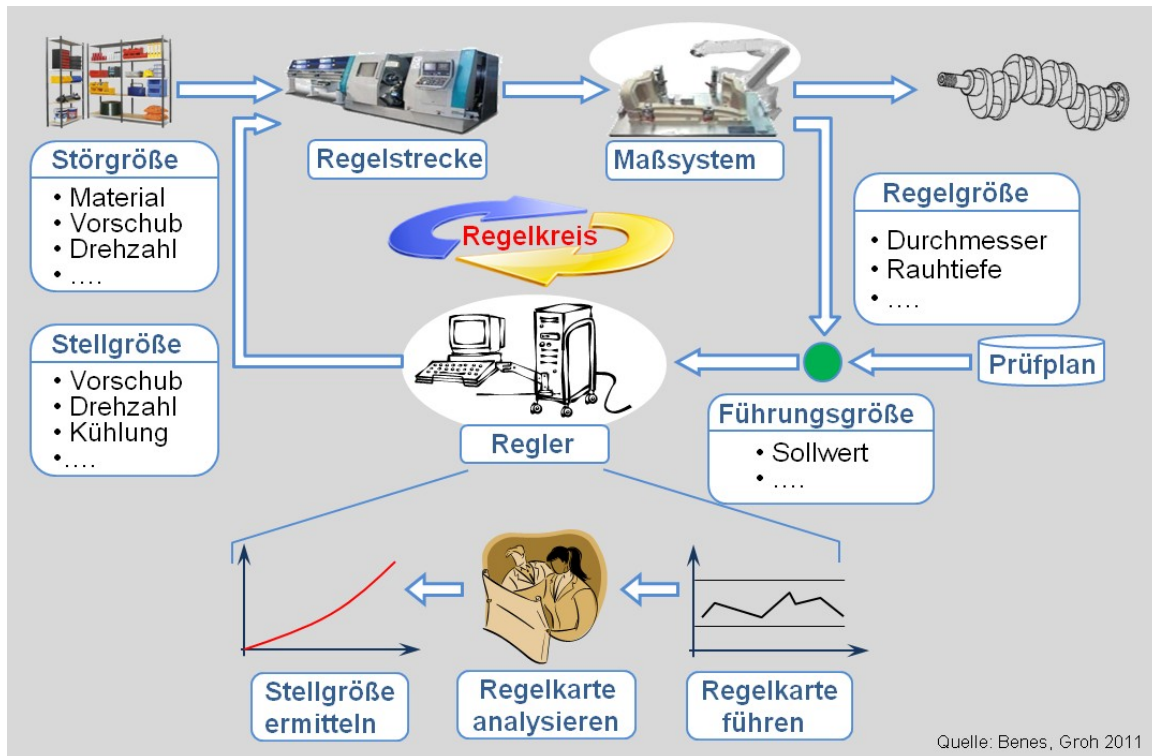 Störgröße
• Material
• Vorschub
• Drehzahl
• ....
Regelstrecke
Maßsystem
Regelgröße
• Durchmesser
• Rauhtiefe
• ....
Regelkreis
Stellgröße
• Vorschub
• Drehzahl
• Kühlung
• ....
Prüfplan
Führungsgröße
• Sollwert
• ....
Regler
Stellgröße
ermitteln
Regelkarte
analysieren
Regelkarte
führen
Quelle: Benes, Groh 2011